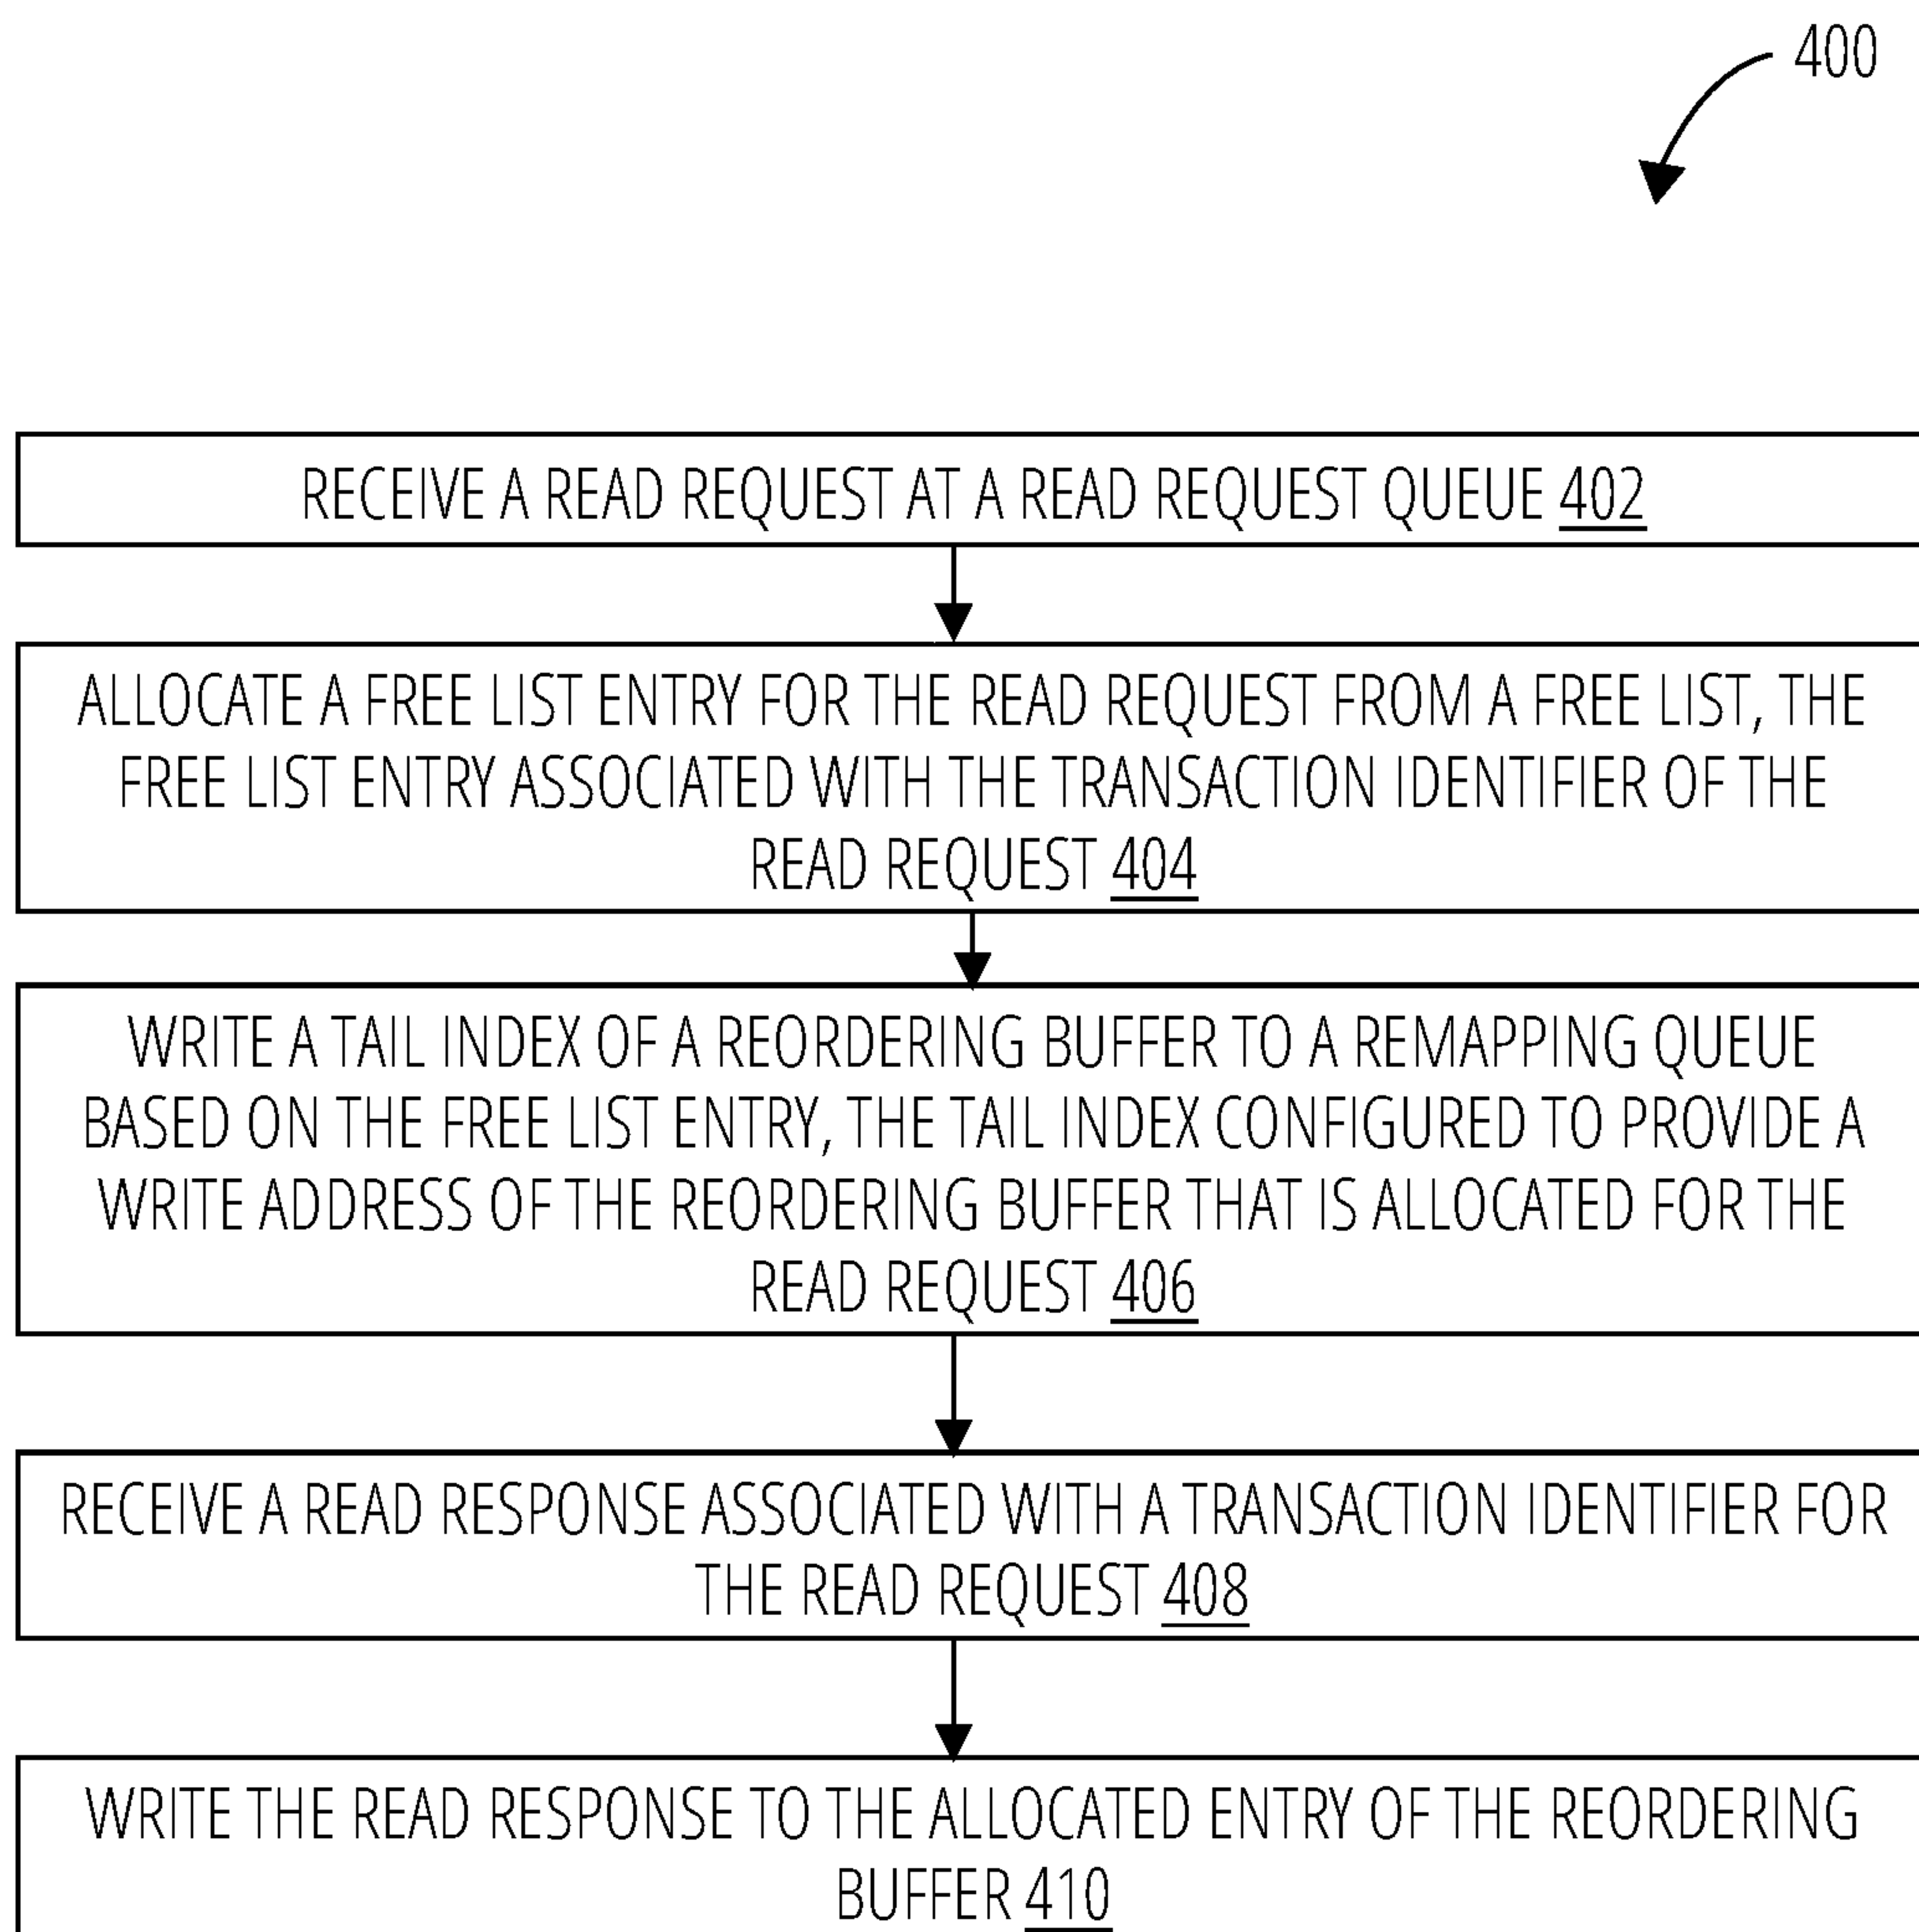 400
RECEIVE A READ REQUEST AT A READ REQUEST QUEUE 402
ALLOCATE A FREE LIST ENTRY FOR THE READ REQUEST FROM A FREE LIST, THE
FREE LIST ENTRY ASSOCIATED WITH THE TRANSACTION IDENTIFIER OF THE
READ REQUEST 404
WRITE A TAIL INDEX OF A REORDERING BUFFER TO A REMAPPING QUEUE
BASED ON THE FREE LIST ENTRY, THE TAIL INDEX CONFIGURED TO PROVIDE A
WRITE ADDRESS OF THE REORDERING BUFFER THAT IS ALLOCATED FOR THE
READ REQUEST 406
RECEIVE A READ RESPONSE ASSOCIATED WITH A TRANSACTION IDENTIFIER FOR
THE READ REQUEST 408
WRITE THE READ RESPONSE TO THE ALLOCATED ENTRY OF THE REORDERING
BUFFER 410